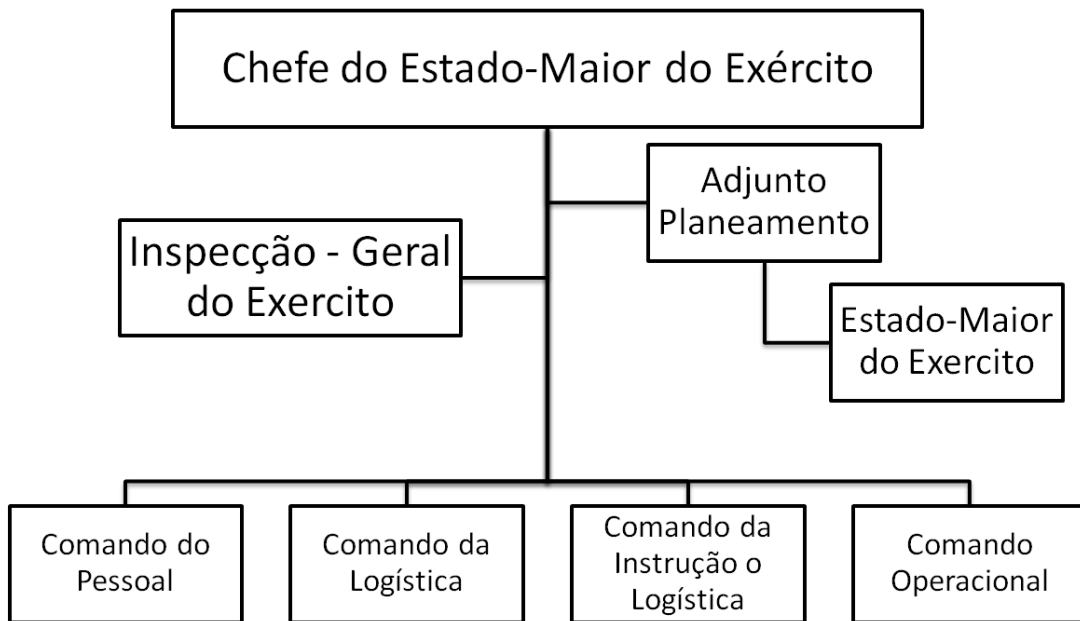 Chefe do Estado-Maior do Exército
Adjunto
Planeamento
Inspecção - Geral
do Exercito
Estado-Maior
do Exercito
Comando do
Pessoal
Comando da
Logística
Comando da
Instrução o
Logística
Comando
Operacional